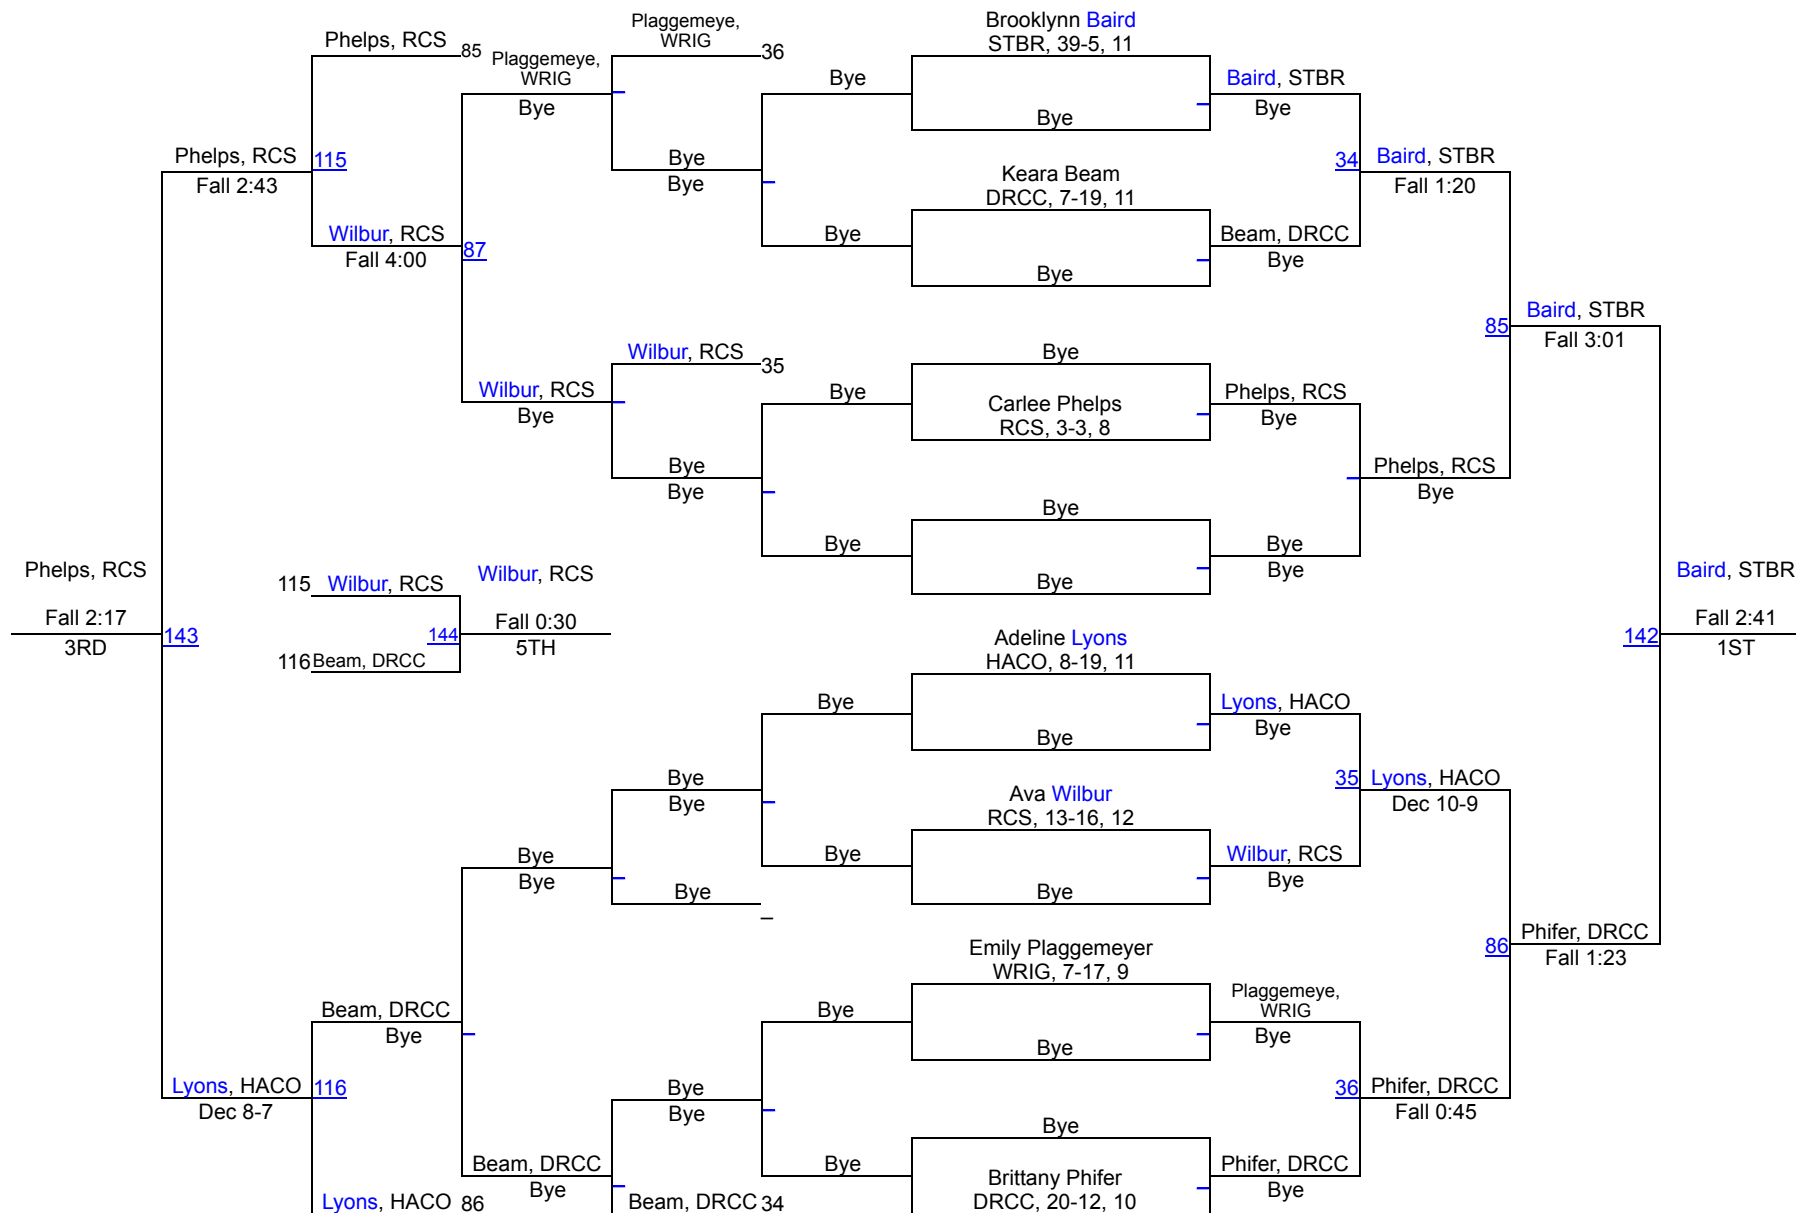 Brooklynn Baird
Plaggemeye,
WRIG
STBR, 39-5, 11
Phelps, RCS
85
36
Plaggemeye,
WRIG
Bye
Baird, STBR
Bye
Bye
Bye
Phelps, RCS
115
Fall 2:43
Bye
Bye
Keara Beam
DRCC, 7-19, 11
34
Baird, STBR
Fall 1:20
Wilbur, RCS
Fall 4:00
87
Bye
Beam, DRCC
Bye
Bye
85
Baird, STBR
Fall 3:01
Wilbur, RCS
35
Bye
Wilbur, RCS
Bye
Bye
Carlee Phelps
RCS, 3-3, 8
Phelps, RCS
Bye
Bye
Bye
Phelps, RCS
Bye
Bye
Bye
Bye
Bye
Bye
Phelps, RCS
Fall 2:17
3RD
143
115
Wilbur, RCS
116
Beam, DRCC
144
Wilbur, RCS
Fall 0:30
5TH
Baird, STBR
142
Fall 2:41
1ST
Adeline Lyons
HACO, 8-19, 11
Bye
Lyons, HACO
Bye
Bye
Bye
Bye
Ava Wilbur
RCS, 13-16, 12
35
Lyons, HACO
Dec 10-9
Bye
Bye
Bye
Wilbur, RCS
Bye
Bye
Bye
Emily Plaggemeyer
WRIG, 7-17, 9
86
Phifer, DRCC
Fall 1:23
Beam, DRCC
Bye
Bye
Plaggemeye,
WRIG
Bye
Bye
Lyons, HACO
116
Dec 8-7
Bye
Bye
36
Phifer, DRCC
Fall 0:45
Bye
Beam, DRCC
Bye
Bye
Brittany Phifer
DRCC, 20-12, 10
Phifer, DRCC
Bye
Lyons, HACO
86
Beam, DRCC
34